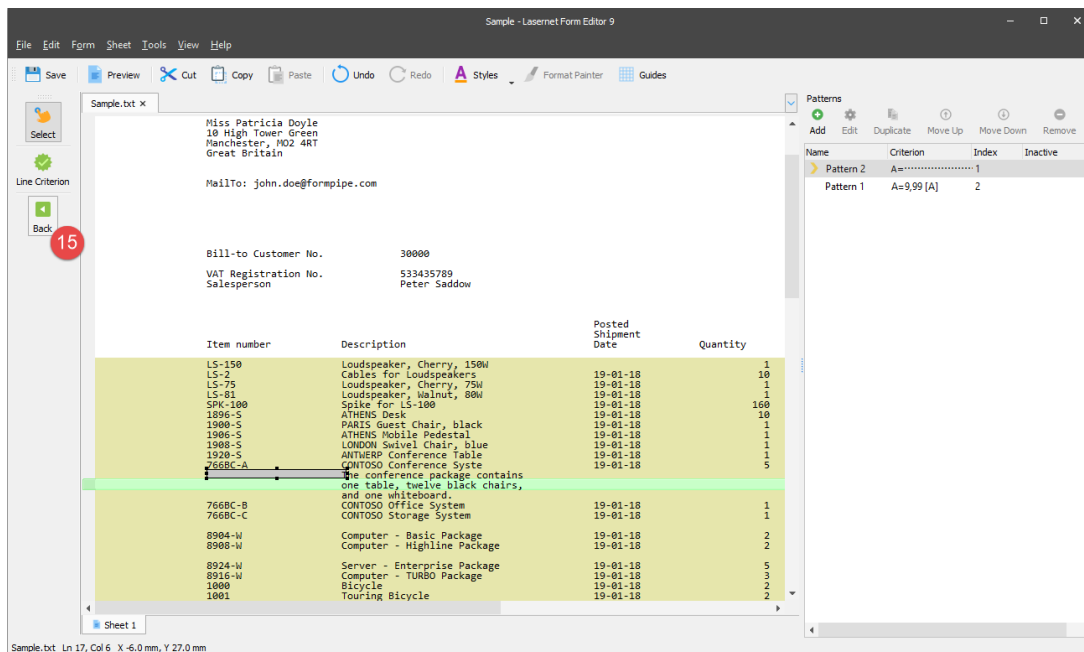 Sample - Lasernet Form Editor 9
File Edit Form Sheet Tools View Help
Save Preview Cut Copy Paste Undo Redo A Styles Format Painter Guides
Select
Line Criterion
Back
15
Sample.txt ×
Miss Patricia Doyle
10 High Tower Green
Manchester, MO2 4RT
Great Britain
MailTo: john.doe@formpipe.com
Bill-to Customer No. 30000
VAT Registration No. 533435789
Salesperson Peter Saddow
Posted
Shipment
Item number Description Date Quantity
LS-150 Loudspeaker, Cherry, 150W 1
LS-2 Cables for Loudspeakers 19-01-18 10
LS-75 Loudspeaker, Cherry, 75W 19-01-18 1
LS-81 Loudspeaker, Walnut, 80W 19-01-18 1
SPK-100 Spike for LS-100 19-01-18 160
1896-S ATHENS Desk 19-01-18 10
1900-S PARIS Guest Chair, black 19-01-18 1
1906-S ATHENS Mobile Pedestal 19-01-18 1
1908-S LONDON Swivel Chair, blue 19-01-18 1
1920-S ANTWERP Conference Table 19-01-18 1
766BC-A CONTOSO Conference Syste 19-01-18 5
The conference package contains
one table, twelve black chairs,
and one whiteboard.
766BC-B CONTOSO Office System 19-01-18 1
766BC-C CONTOSO Storage System 19-01-18 1
8904-W Computer - Basic Package 19-01-18 2
8908-W Computer - Highline Package 19-01-18 2
8924-W Server - Enterprise Package 19-01-18 5
8916-W Computer - TURBO Package 19-01-18 3
1000 Bicycle 19-01-18 2
1001 Touring Bicycle 19-01-18 2
Sheet 1
Patterns
Add Edit Duplicate Move Up Move Down Remove
Name Criterion Index Inactive
Pattern 2 A=······················ 1
Pattern 1 A=9,99 [A] 2
Sample.txt Ln 17, Col 6 X -6.0 mm, Y 27.0 mm